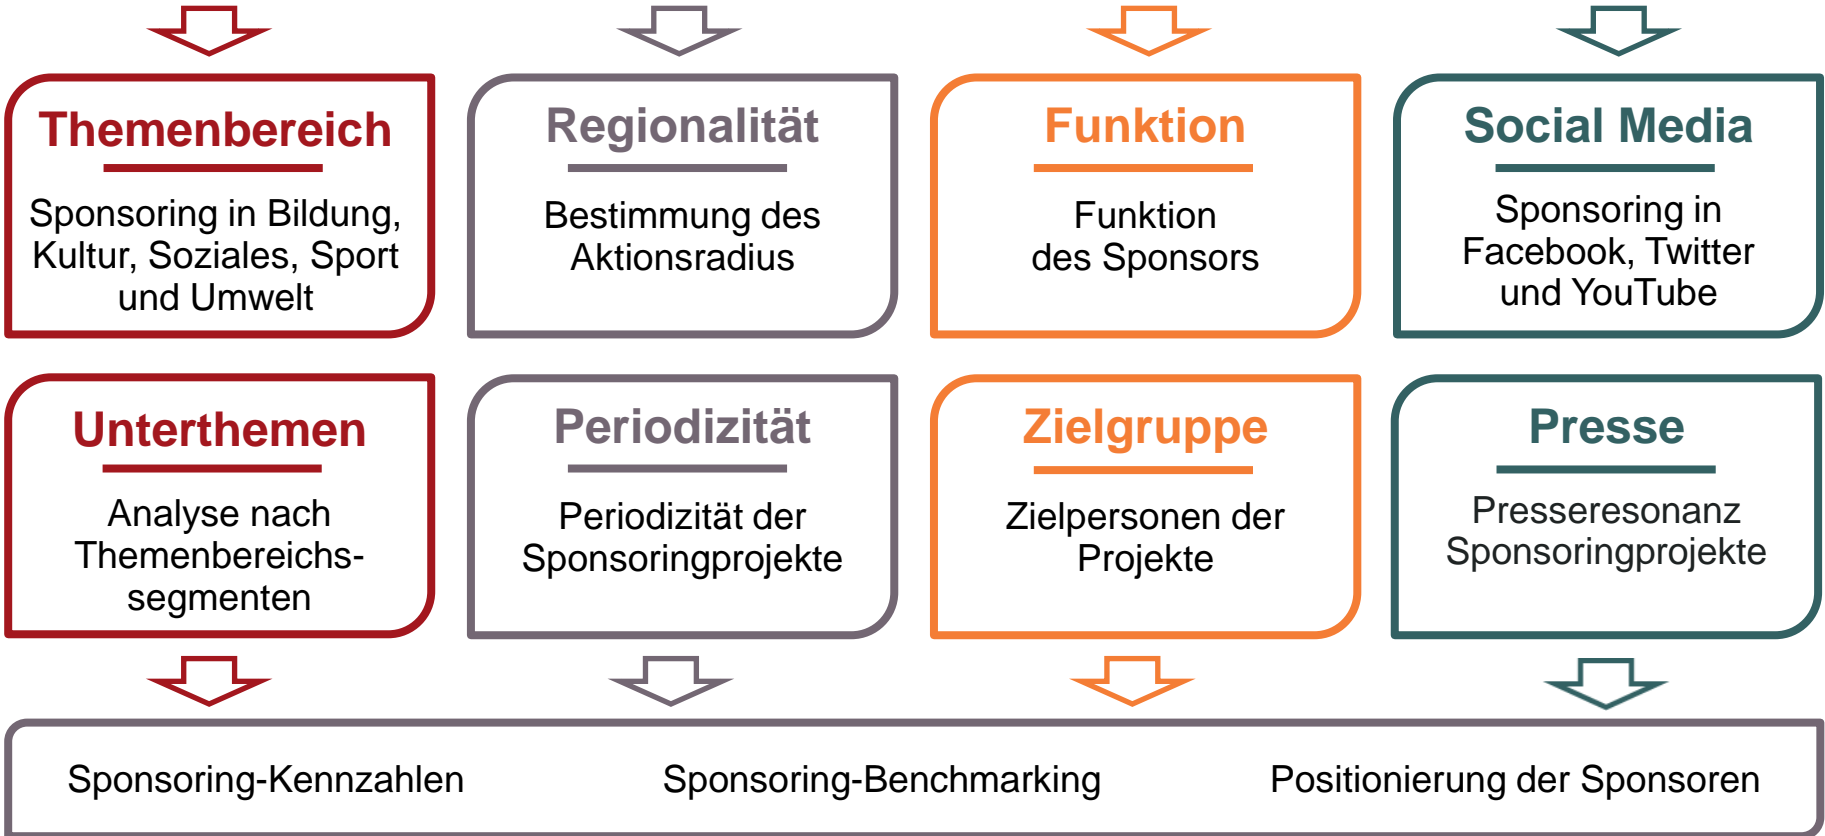 Themenbereich
Sponsoring in Bildung,
Kultur, Soziales, Sport
und Umwelt
Regionalität
Bestimmung des
Aktionsradius
Funktion
Funktion
des Sponsors
Social Media
Sponsoring in
Facebook, Twitter
und YouTube
Unterthemen
Analyse nach
Themenbereichs-
segmenten
Periodizität
Periodizität der
Sponsoringprojekte
Zielgruppe
Zielpersonen der
Projekte
Presse
Presseresonanz
Sponsoringprojekte
Sponsoring-Kennzahlen
Sponsoring-Benchmarking
Positionierung der Sponsoren